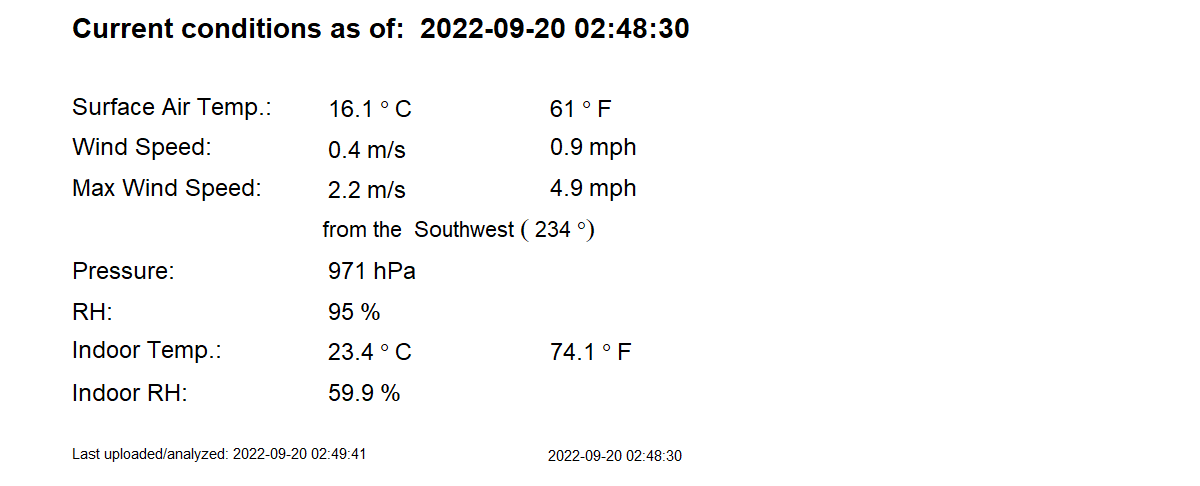 Current conditions as of:  2022-09-20 02:48:30
Surface Air Temp.: 16.1 ° C 61 ° F
Wind Speed: 0.4 m/s 0.9 mph
Max Wind Speed: 2.2 m/s 4.9 mph
from the  Southwest ( 234 °)
Pressure: 971 hPa
RH: 95 %
Indoor Temp.: 23.4 ° C 74.1 ° F
Indoor RH: 59.9 %
Last uploaded/analyzed: 2022-09-20 02:49:41 2022-09-20 02:48:30